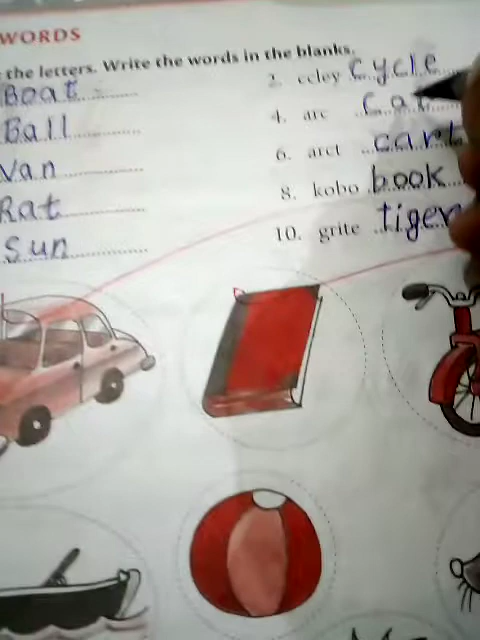 WORDS
the letters. Write the words in the blanks.
Boat
2. ccley cycle
Ball
4. arc
Van
6. arct cart
Rat
8. kobo book
Sun
10. grite tiger